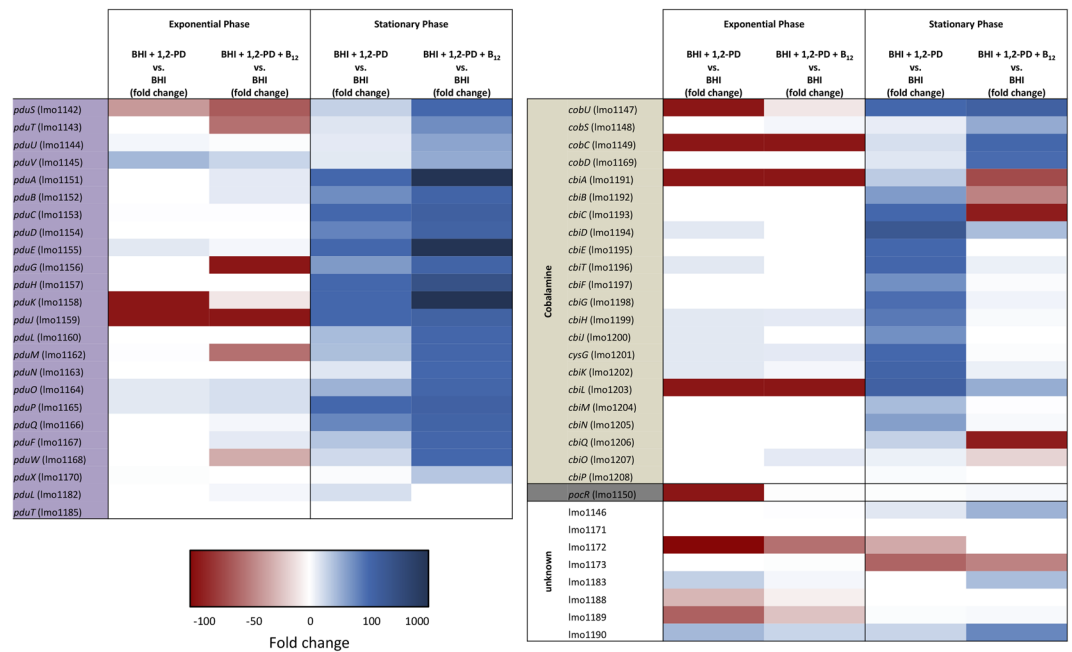 Exponential Phase Stationary Phase
BHI + 1,2-PD BHI + 1,2-PD + B12 BHI + 1,2-PD BHI + 1,2-PD + B12
vs. vs. vs. vs.
BHI BHI BHI BHI
(fold change) (fold change) (fold change) (fold change)
pduS (lmo1142)
pduT (lmo1143)
pduU (lmo1144)
pduV (lmo1145)
pduA (lmo1151)
pduB (lmo1152)
pduC (lmo1153)
pduD (lmo1154)
pduE (lmo1155)
pduG (lmo1156)
pduH (lmo1157)
pduK (lmo1158)
pduJ (lmo1159)
pduL (lmo1160)
pduM (lmo1162)
pduN (lmo1163)
pduO (lmo1164)
pduP (lmo1165)
pduQ (lmo1166)
pduF (lmo1167)
pduW (lmo1168)
pduX (lmo1170)
pduL (lmo1182)
pduT (lmo1185)
-100 -50 0 100 1000
Fold change
Exponential Phase Stationary Phase
BHI + 1,2-PD BHI + 1,2-PD + B12 BHI + 1,2-PD BHI + 1,2-PD + B12
vs. vs. vs. vs.
BHI BHI BHI BHI
(fold change) (fold change) (fold change) (fold change)
Cobalamine
cobU (lmo1147)
cobS (lmo1148)
cobC (lmo1149)
cobD (lmo1169)
cbiA (lmo1191)
cbiB (lmo1192)
cbiC (lmo1193)
cbiD (lmo1194)
cbiE (lmo1195)
cbiT (lmo1196)
cbiF (lmo1197)
cbiG (lmo1198)
cbiH (lmo1199)
cbiJ (lmo1200)
cysG (lmo1201)
cbiK (lmo1202)
cbiL (lmo1203)
cbiM (lmo1204)
cbiN (lmo1205)
cbiQ (lmo1206)
cbiO (lmo1207)
cbiP (lmo1208)
pocR (lmo1150)
unknown
lmo1146
lmo1171
lmo1172
lmo1173
lmo1183
lmo1188
lmo1189
lmo1190